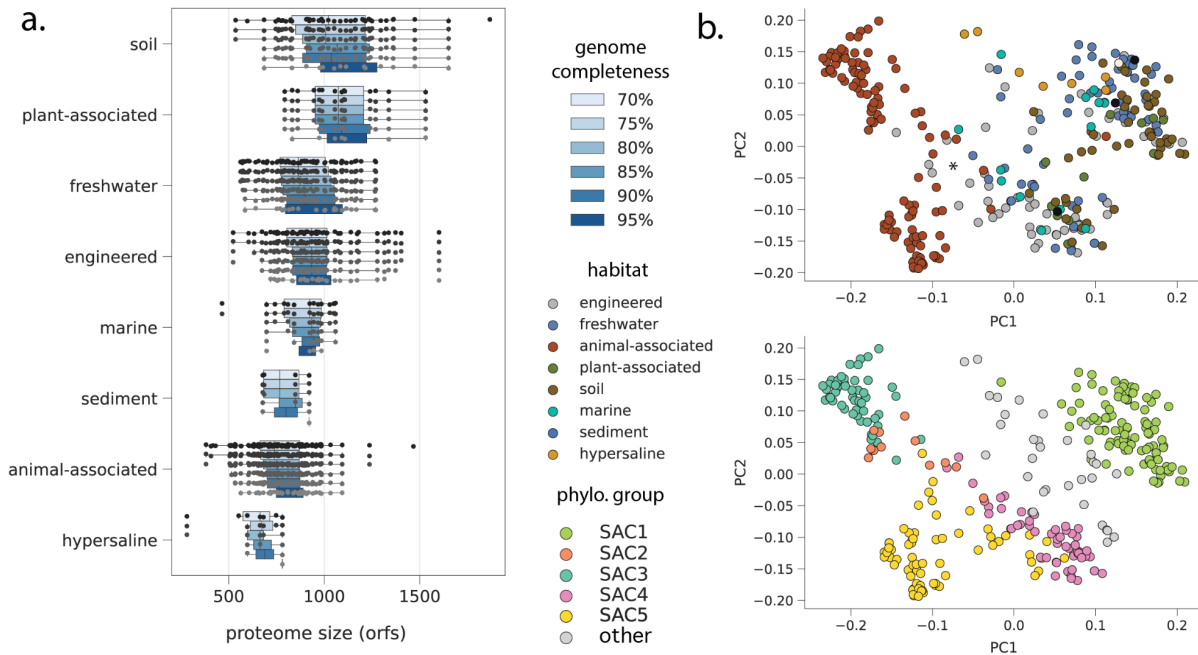 a.
soil
plant-associated
freshwater
engineered
marine
sediment
animal-associated
hypersaline
500
1000
1500
proteome size (orfs)
genome
completeness
70%
75%
80%
85%
90%
95%
habitat
engineered
freshwater
animal-associated
plant-associated
soil
marine
sediment
hypersaline
phylo. group
SAC1
SAC2
SAC3
SAC4
SAC5
other
b.
0.20
0.15
0.10
0.05
0.00
−0.05
−0.10
−0.15
−0.20
PC2
*
−0.2
−0.1
0.0
0.1
0.2
PC1
0.20
0.15
0.10
0.05
0.00
−0.05
−0.10
−0.15
−0.20
PC2
−0.2
−0.1
0.0
0.1
0.2
PC1